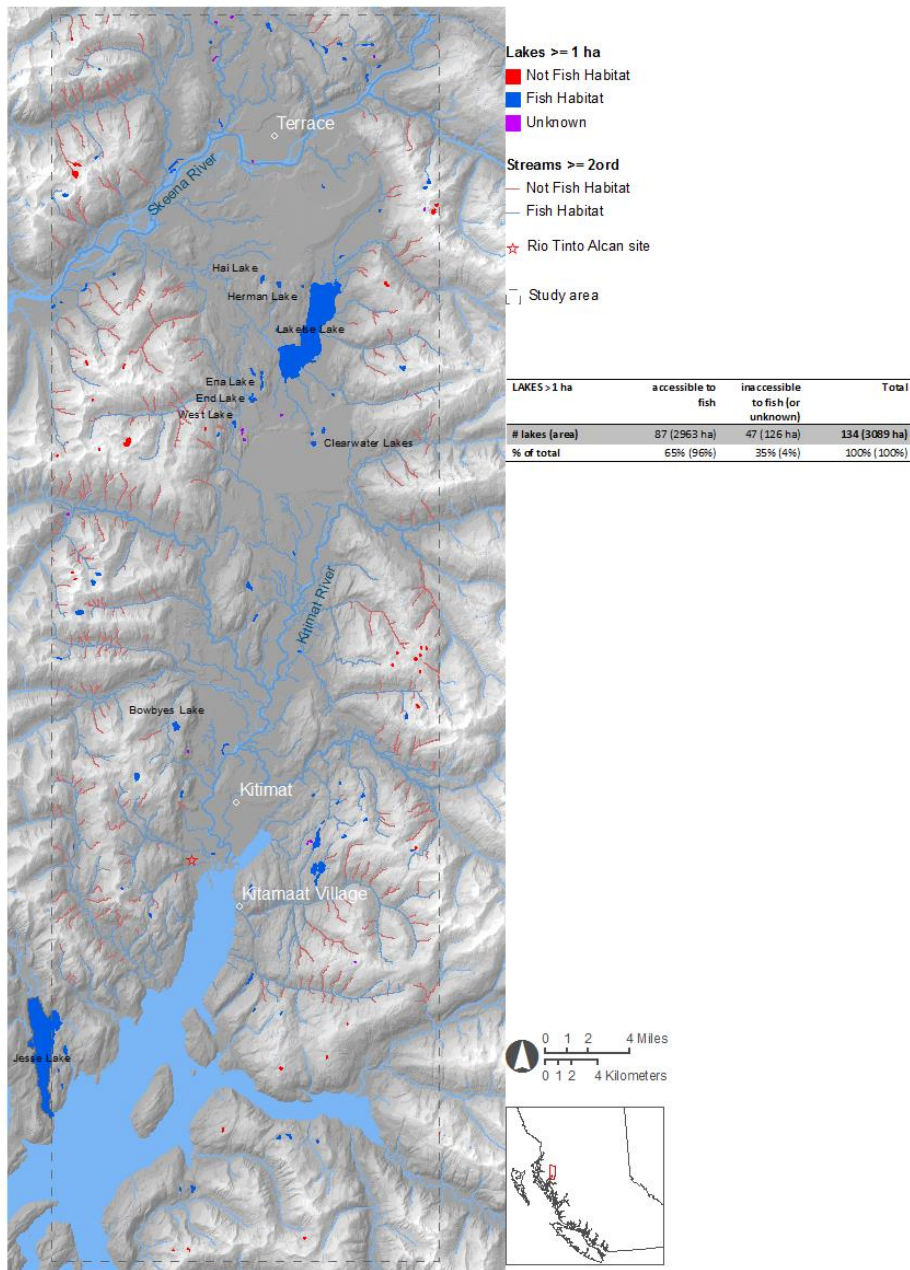 Terrace
Skeena River
Hai Lake
Herman Lake
Lakelse Lake
Ena Lake
End Lake
West Lake
Clearwater Lakes
Kitimat River
Bowbyes Lake
Kitimat
Kitamaat Village
Jesse Lake
Lakes >= 1 ha
Not Fish Habitat
Fish Habitat
Unknown
Streams >= 2ord
Not Fish Habitat
Fish Habitat
Rio Tinto Alcan site
Study area
LAKES >1 ha accessible to fish inaccessible to fish (or unknown) Total
# lakes (area) 87 (2963 ha) 47 (126 ha) 134 (3089 ha)
% of total 65% (96%) 35% (4%) 100% (100%)
0 1 2 4 Miles
0 1 2 4 Kilometers